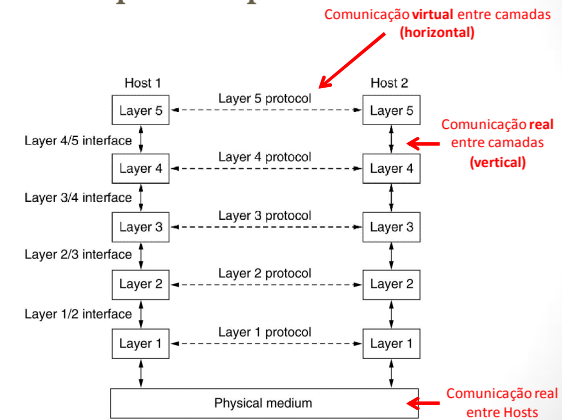 Comunicação virtual entre camadas
(horizontal)
Host 1
Host 2
Layer 5
Layer 5 protocol
Layer 5
Comunicação real
entre camadas
(vertical)
Layer 4/5 interface
Layer 4
Layer 4 protocol
Layer 4
Layer 3/4 interface
Layer 3
Layer 3 protocol
Layer 3
Layer 2/3 interface
Layer 2
Layer 2 protocol
Layer 2
Layer 1/2 interface
Layer 1
Layer 1 protocol
Layer 1
Physical medium
Comunicação real
entre Hosts